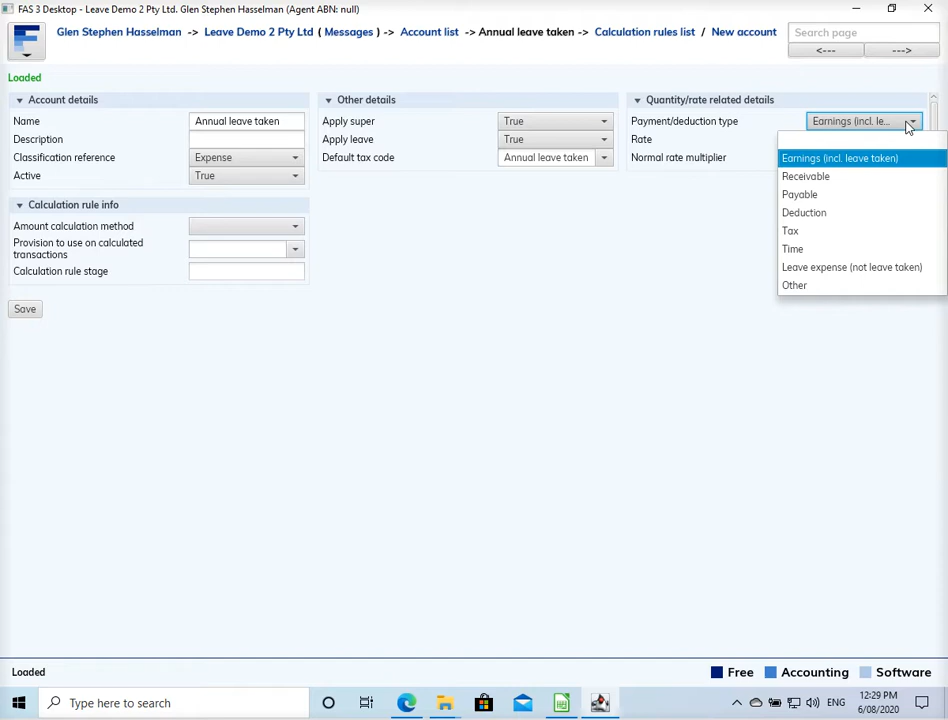 FAS 3 Desktop - Leave Demo 2 Pty Ltd. Glen Stephen Hasselman (Agent ABN: null)
Glen Stephen Hasselman -> Leave Demo 2 Pty Ltd ( Messages ) -> Account list -> Annual leave taken -> Calculation rules list / New account
Search page
<--- --->
Loaded
Account details
Name Annual leave taken
Description
Classification reference Expense
Active True
Calculation rule info
Amount calculation method
Provision to use on calculated
transactions
Calculation rule stage
Save
Other details
Apply super True
Apply leave True
Default tax code Annual leave taken
Quantity/rate related details
Payment/deduction type Earnings (incl. le...
Rate
Normal rate multiplier
Earnings (incl. leave taken)
Receivable
Payable
Deduction
Tax
Time
Leave expense (not leave taken)
Other
Loaded
Free Accounting Software
Type here to search
ENG
12:29 PM
6/08/2020